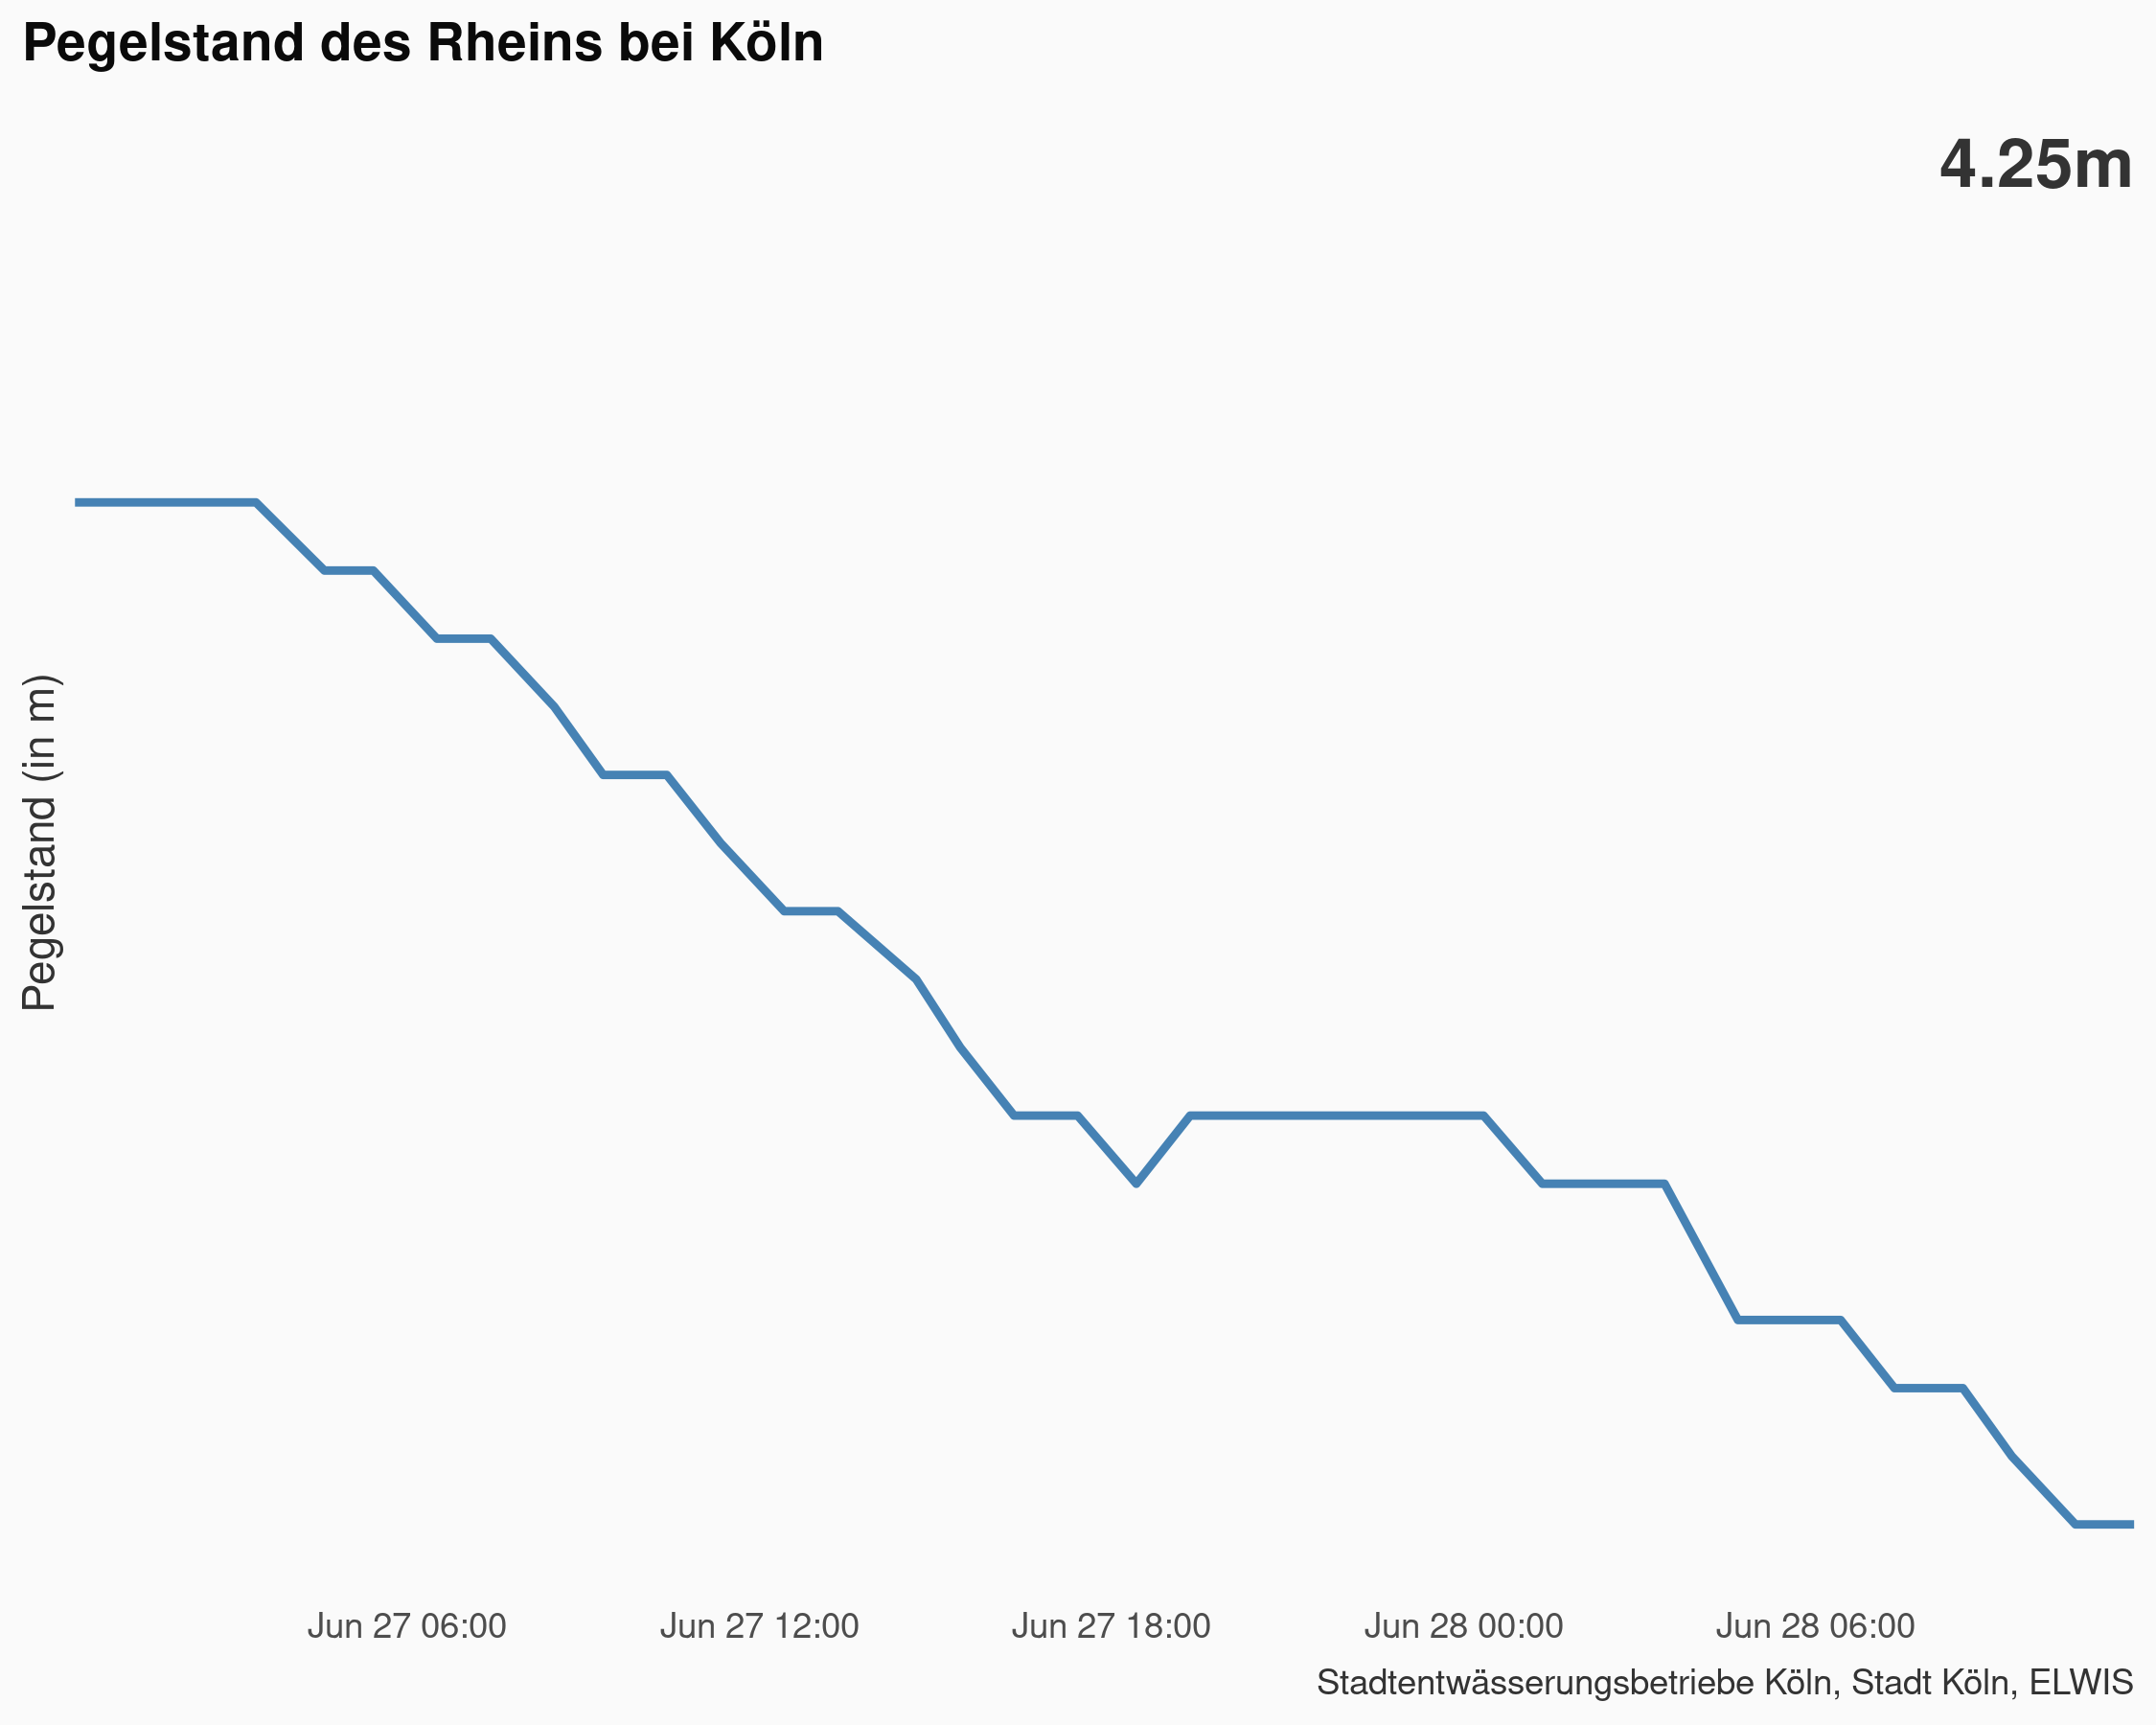 Pegelstand des Rheins bei Köln
4.25m
Pegelstand (in m)
Jun 27 06:00
Jun 27 12:00
Jun 27 18:00
Jun 28 00:00
Jun 28 06:00
Stadtentwässerungsbetriebe Köln, Stadt Köln, ELWIS